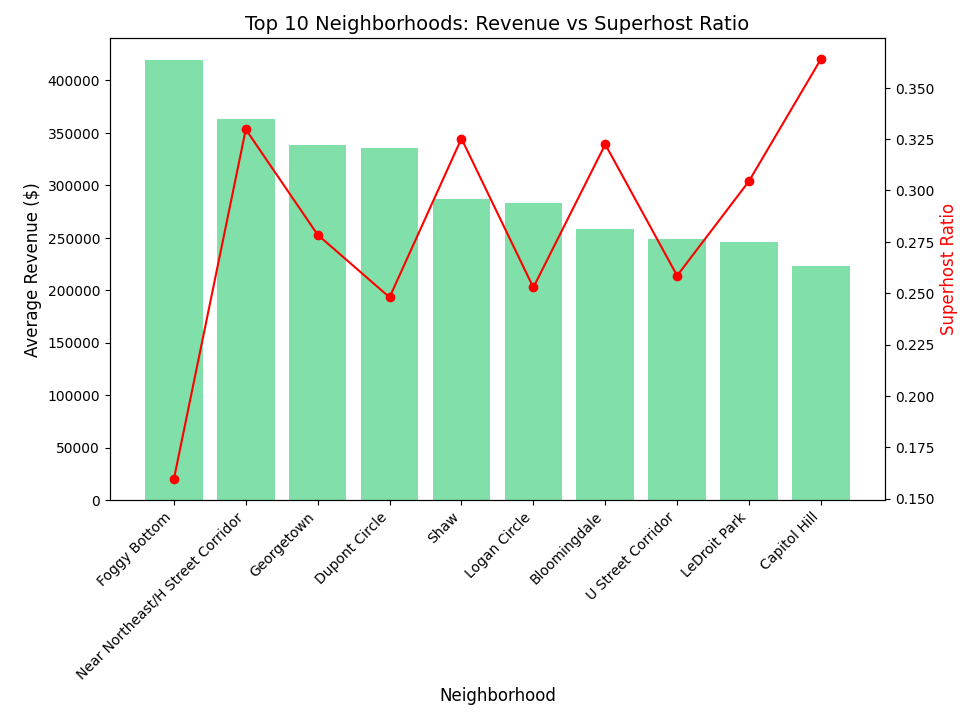 Top 10 Neighborhoods: Revenue vs Superhost Ratio
Average Revenue ($)
400000
350000
300000
250000
200000
150000
100000
50000
0
0.350
0.325
0.300
0.275
0.250
0.225
0.200
0.175
0.150
Superhost Ratio
Foggy Bottom
Near Northeast/H Street Corridor
Georgetown
Dupont Circle
Shaw
Logan Circle
Bloomingdale
U Street Corridor
LeDroit Park
Capitol Hill
Neighborhood